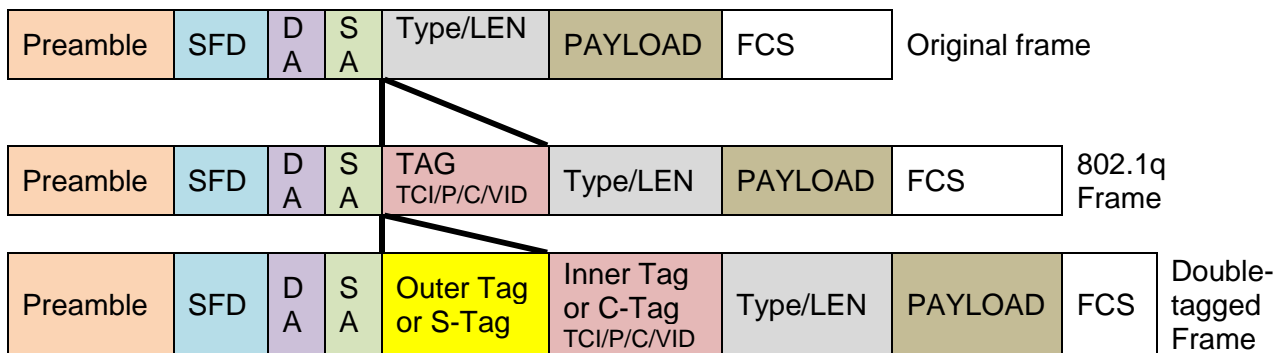 Preamble SFD D A S A Type/LEN PAYLOAD FCS Original frame
Preamble SFD D A S A TAG TCI/P/C/VID Type/LEN PAYLOAD FCS 802.1q Frame
Preamble SFD D A S A Outer Tag or S-Tag Inner Tag or C-Tag TCI/P/C/VID Type/LEN PAYLOAD FCS Double-tagged Frame